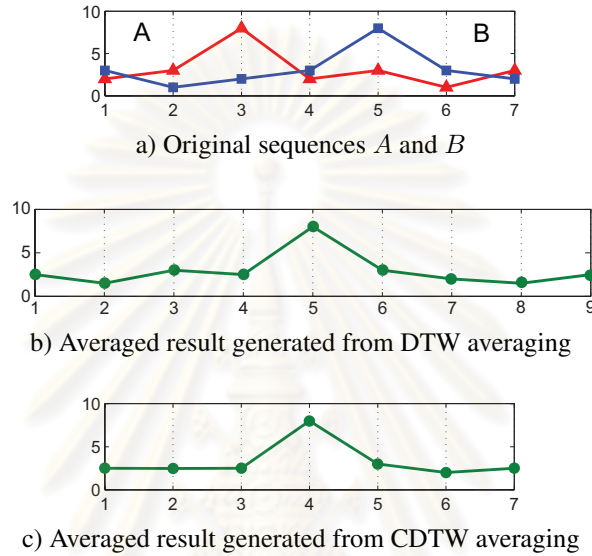 10
A
B
5
0
1 2 3 4 5 6 7
a) Original sequences A and B
10
5
0
1 2 3 4 5 6 7 8 9
b) Averaged result generated from DTW averaging
10
5
0
1 2 3 4 5 6 7
c) Averaged result generated from CDTW averaging